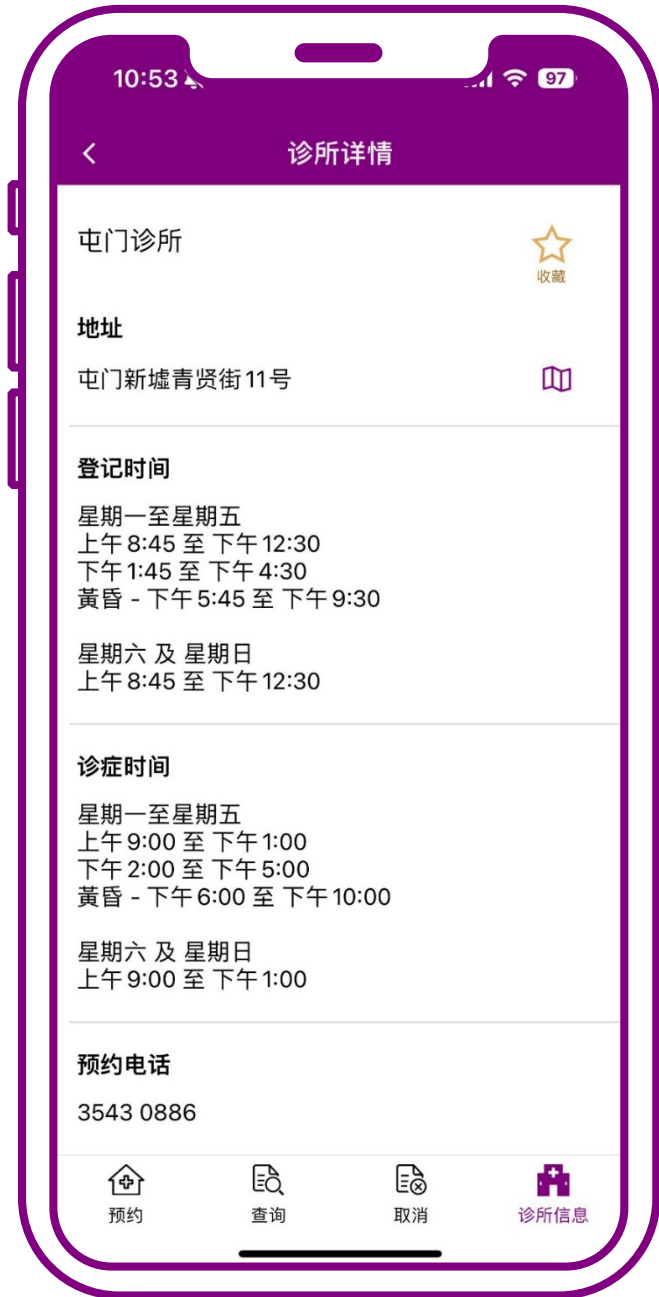 10:53
97
诊所详情
屯门诊所
收藏
地址
屯门新墟青贤街11号
登记时间
星期一至星期五
上午8:45 至 下午12:30
下午1:45 至 下午4:30
黃昏 - 下午5:45 至 下午9:30
星期六 及 星期日
上午8:45 至 下午12:30
诊症时间
星期一至星期五
上午9:00 至 下午1:00
下午2:00 至 下午5:00
黃昏 - 下午6:00 至 下午10:00
星期六 及 星期日
上午9:00 至 下午1:00
预约电话
3543 0886
预约 查询 取消 诊所信息